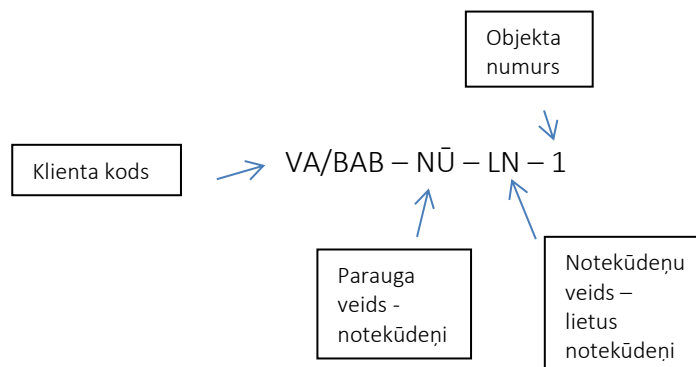 Objekta
numurs
Klienta kods
VA/BAB – NŪ – LN – 1
Parauga
veids -
notekūdeņi
Notekūdeņu
veids –
lietus
notekūdeņi